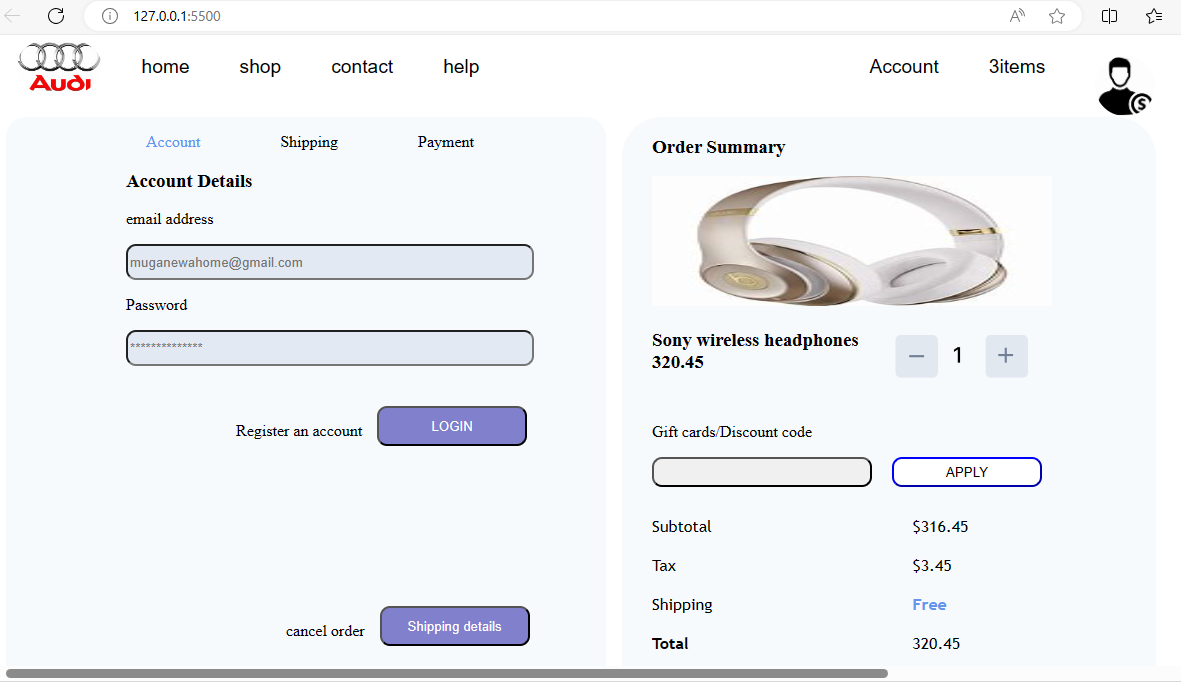 127.0.0.1:5500
Audi home shop contact help Account 3items
Account Shipping Payment
Account Details
email address
muganewahome@gmail.com
Password
**************
Register an account LOGIN
cancel order Shipping details
Order Summary
Sony wireless headphones
320.45
− 1 +
Gift cards/Discount code
APPLY
Subtotal $316.45
Tax $3.45
Shipping Free
Total 320.45